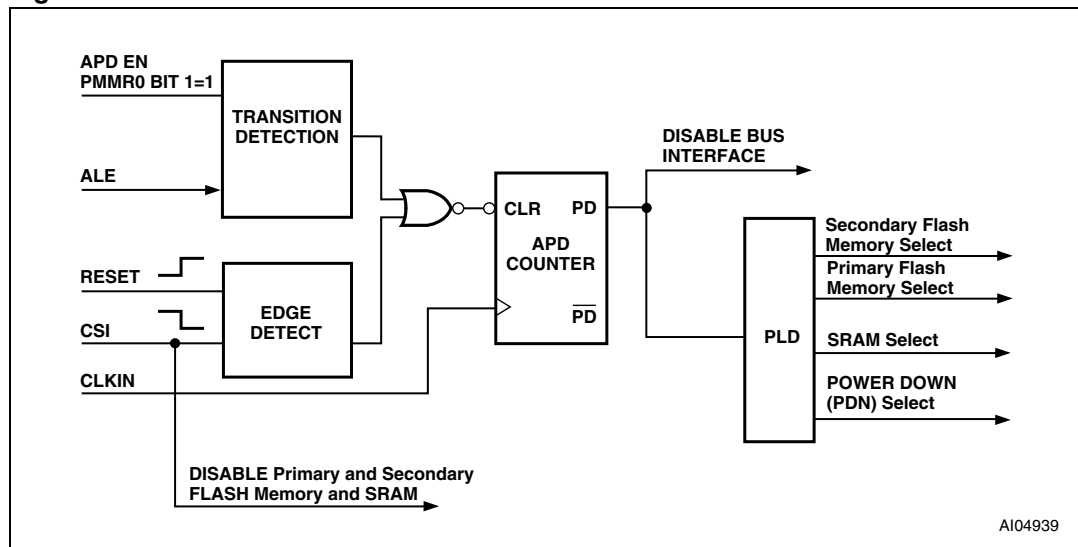 APD EN
PMMR0 BIT 1=1
TRANSITION
DETECTION
ALE
DISABLE BUS
INTERFACE
CLR
PD
APD
COUNTER
PD
RESET
EDGE
DETECT
CSI
CLKIN
PLD
Secondary Flash
Memory Select
Primary Flash
Memory Select
SRAM Select
POWER DOWN
(PDN) Select
DISABLE Primary and Secondary
FLASH Memory and SRAM
AI04939